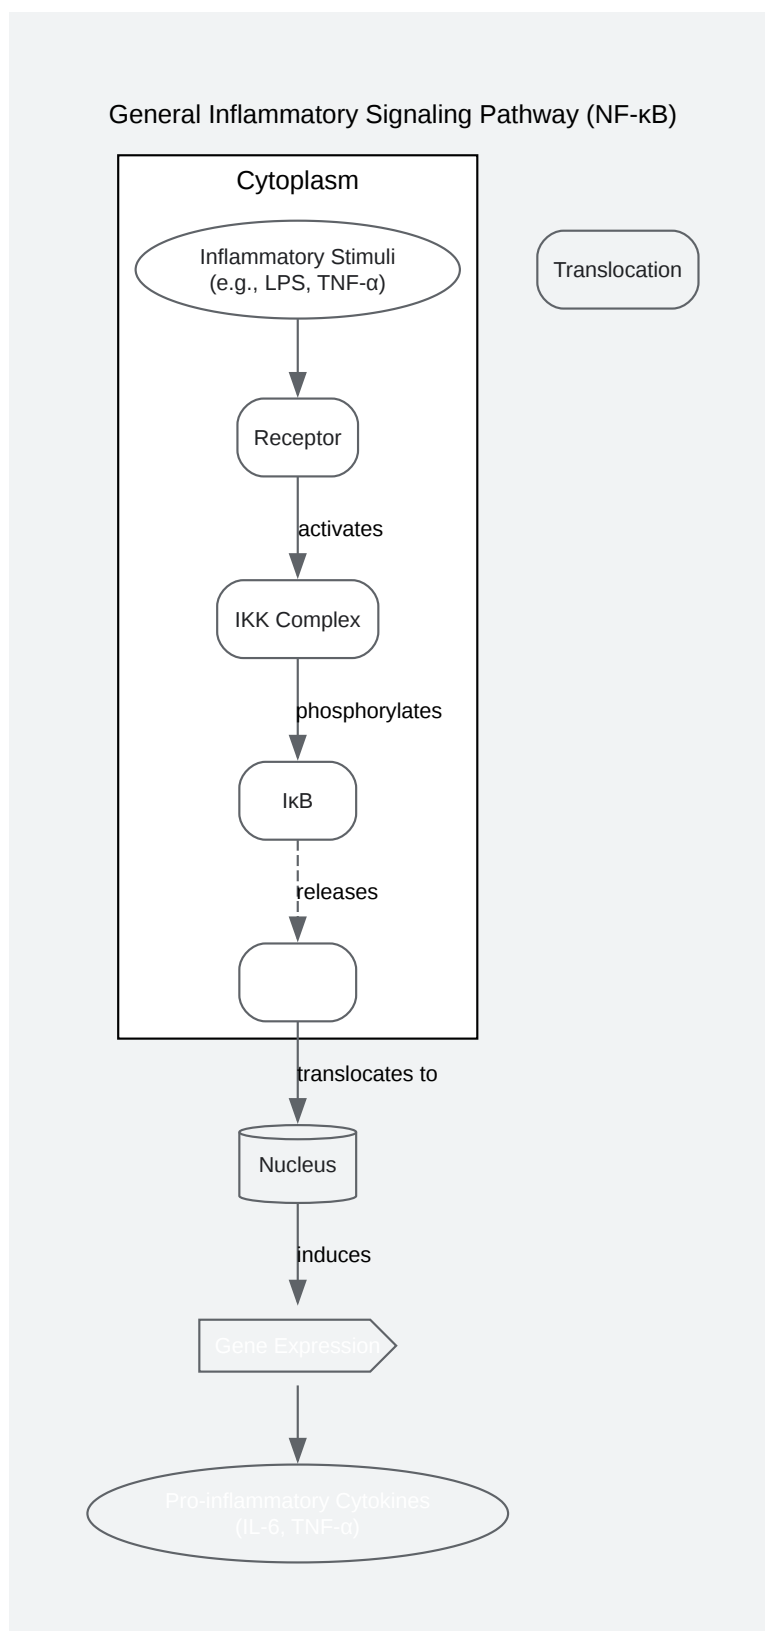 General Inflammatory Signaling Pathway (NF-κB)
Cytoplasm
Inflammatory Stimuli
(e.g., LPS, TNF-α)
Translocation
Receptor
activates
IKK Complex
phosphorylates
IκB
releases
translocates to
Nucleus
induces
Gene Expression
Pro-inflammatory Cytokines
(IL-6, TNF-α)